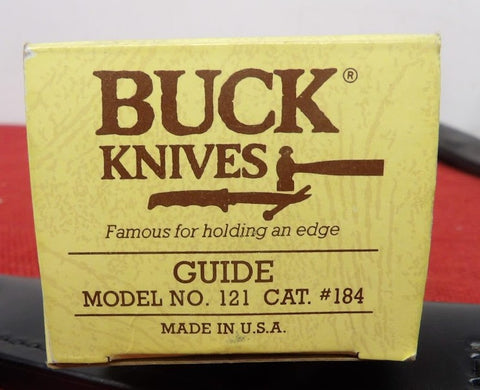 BUCK®
KNIVES
Famous for holding an edge
GUIDE
MODEL NO. 121 CAT. #184
MADE IN U.S.A.